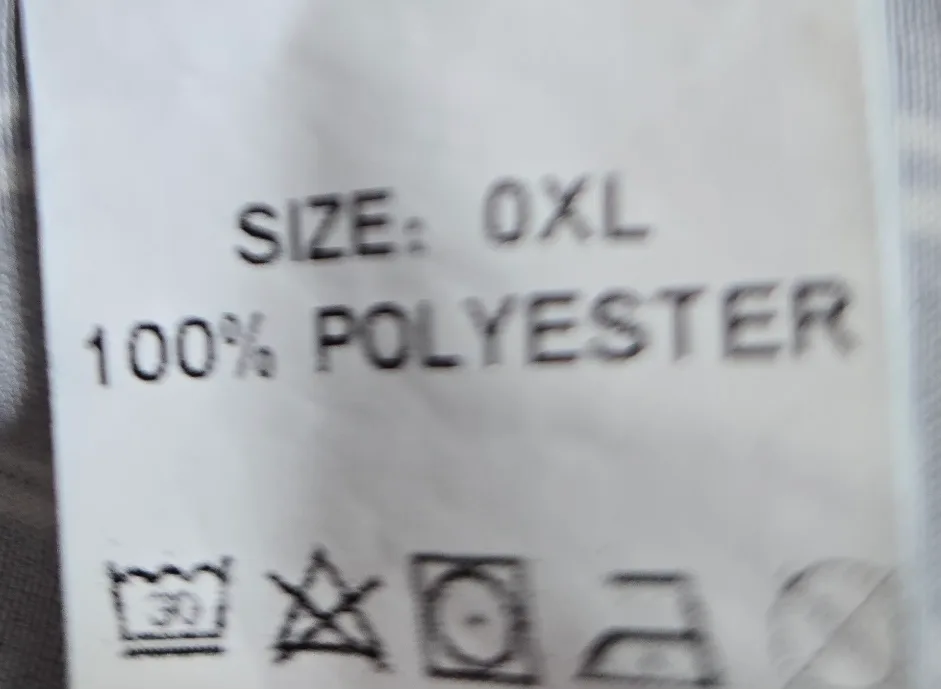 SIZE: 0XL
100% POLYESTER
30